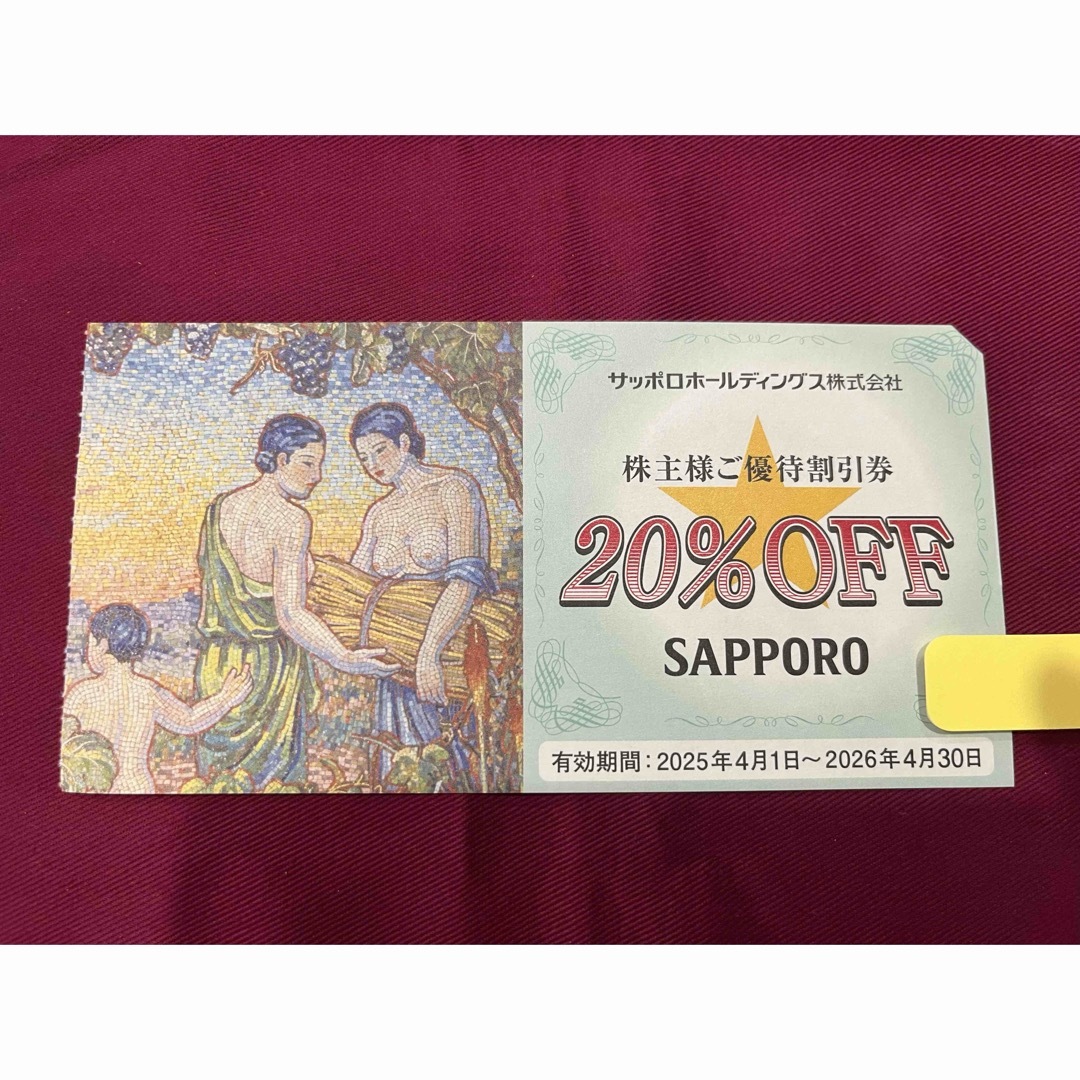 サッポロホールディングス株式会社
株主様ご優待割引券
20%OFF
SAPPORO
有効期間：2025年4月1日～2026年4月30日